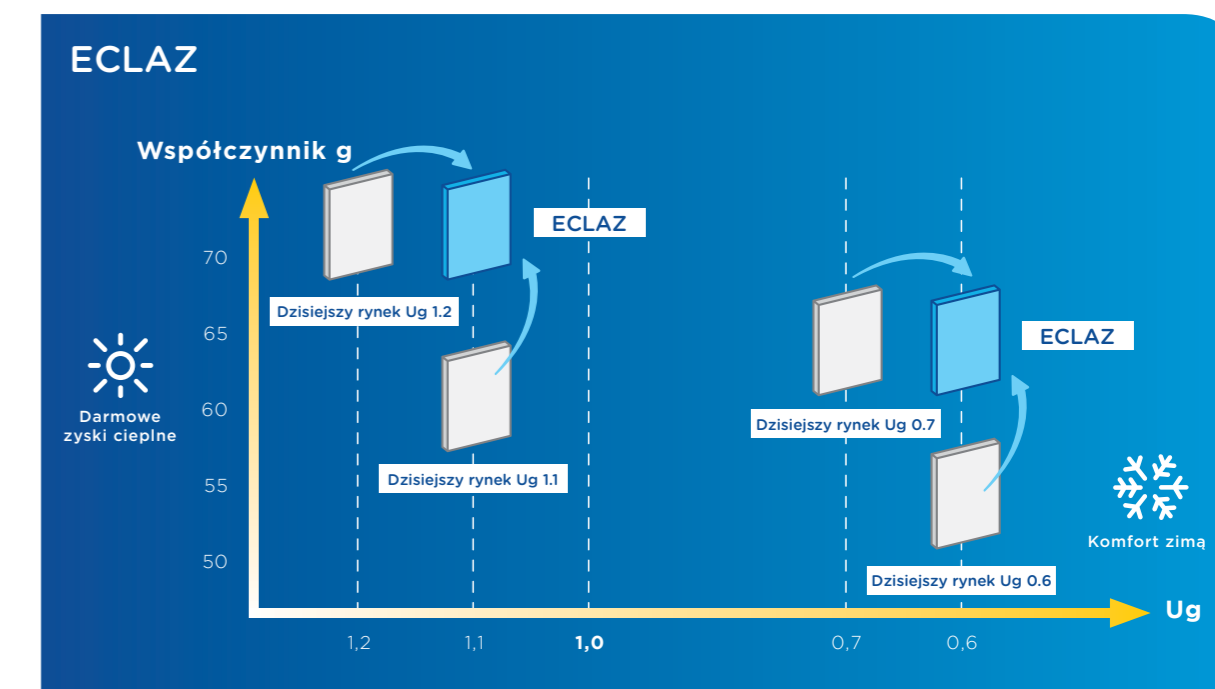 ECLAZ
Współczynnik g
ECLAZ
70
Dzisiejszy rynek Ug 1.2
65
ECLAZ
Darmowe
zyski cieplne
60
Dzisiejszy rynek Ug 0.7
Dzisiejszy rynek Ug 1.1
55
Komfort zimą
50
Dzisiejszy rynek Ug 0.6
Ug
1,2
1,1
1,0
0,7
0,6